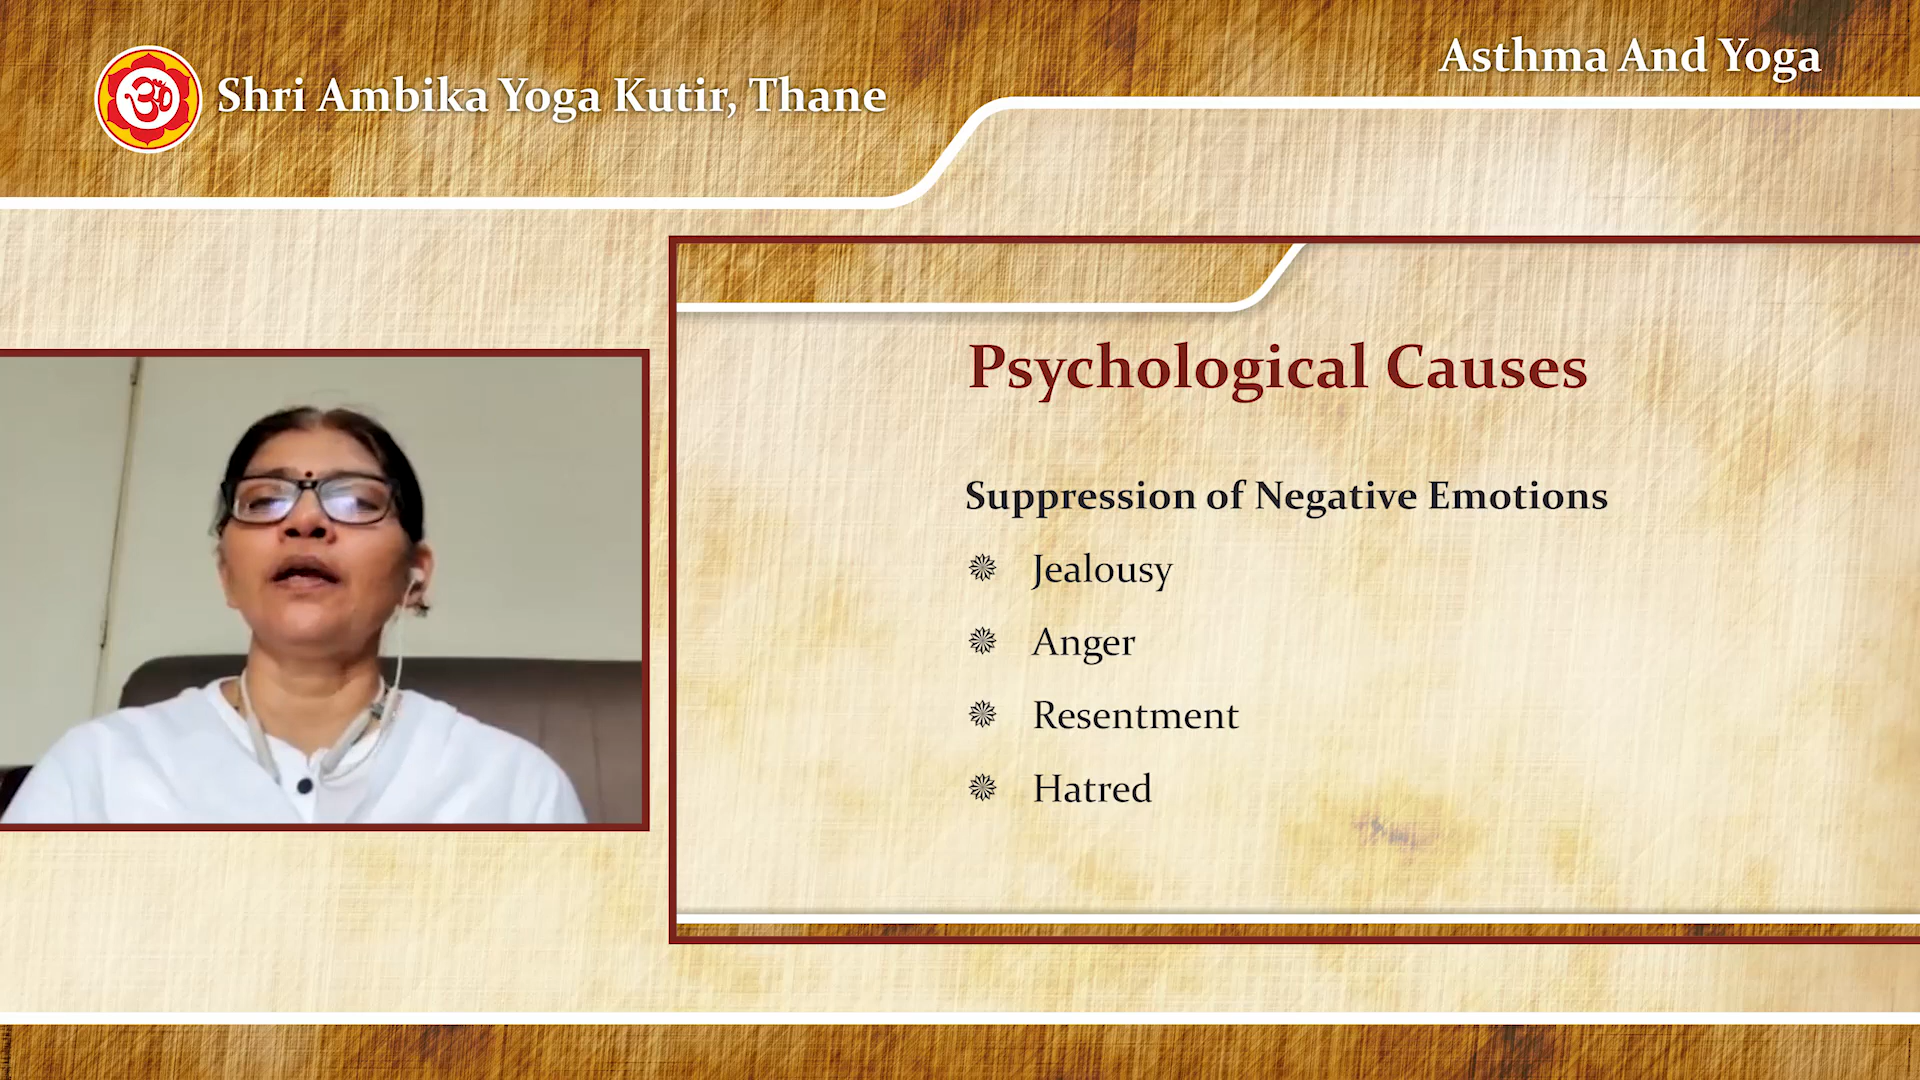 ॐ
Shri Ambika Yoga Kutir, Thane
Asthma And Yoga
Psychological Causes
Suppression of Negative Emotions
Jealousy
Anger
Resentment
Hatred